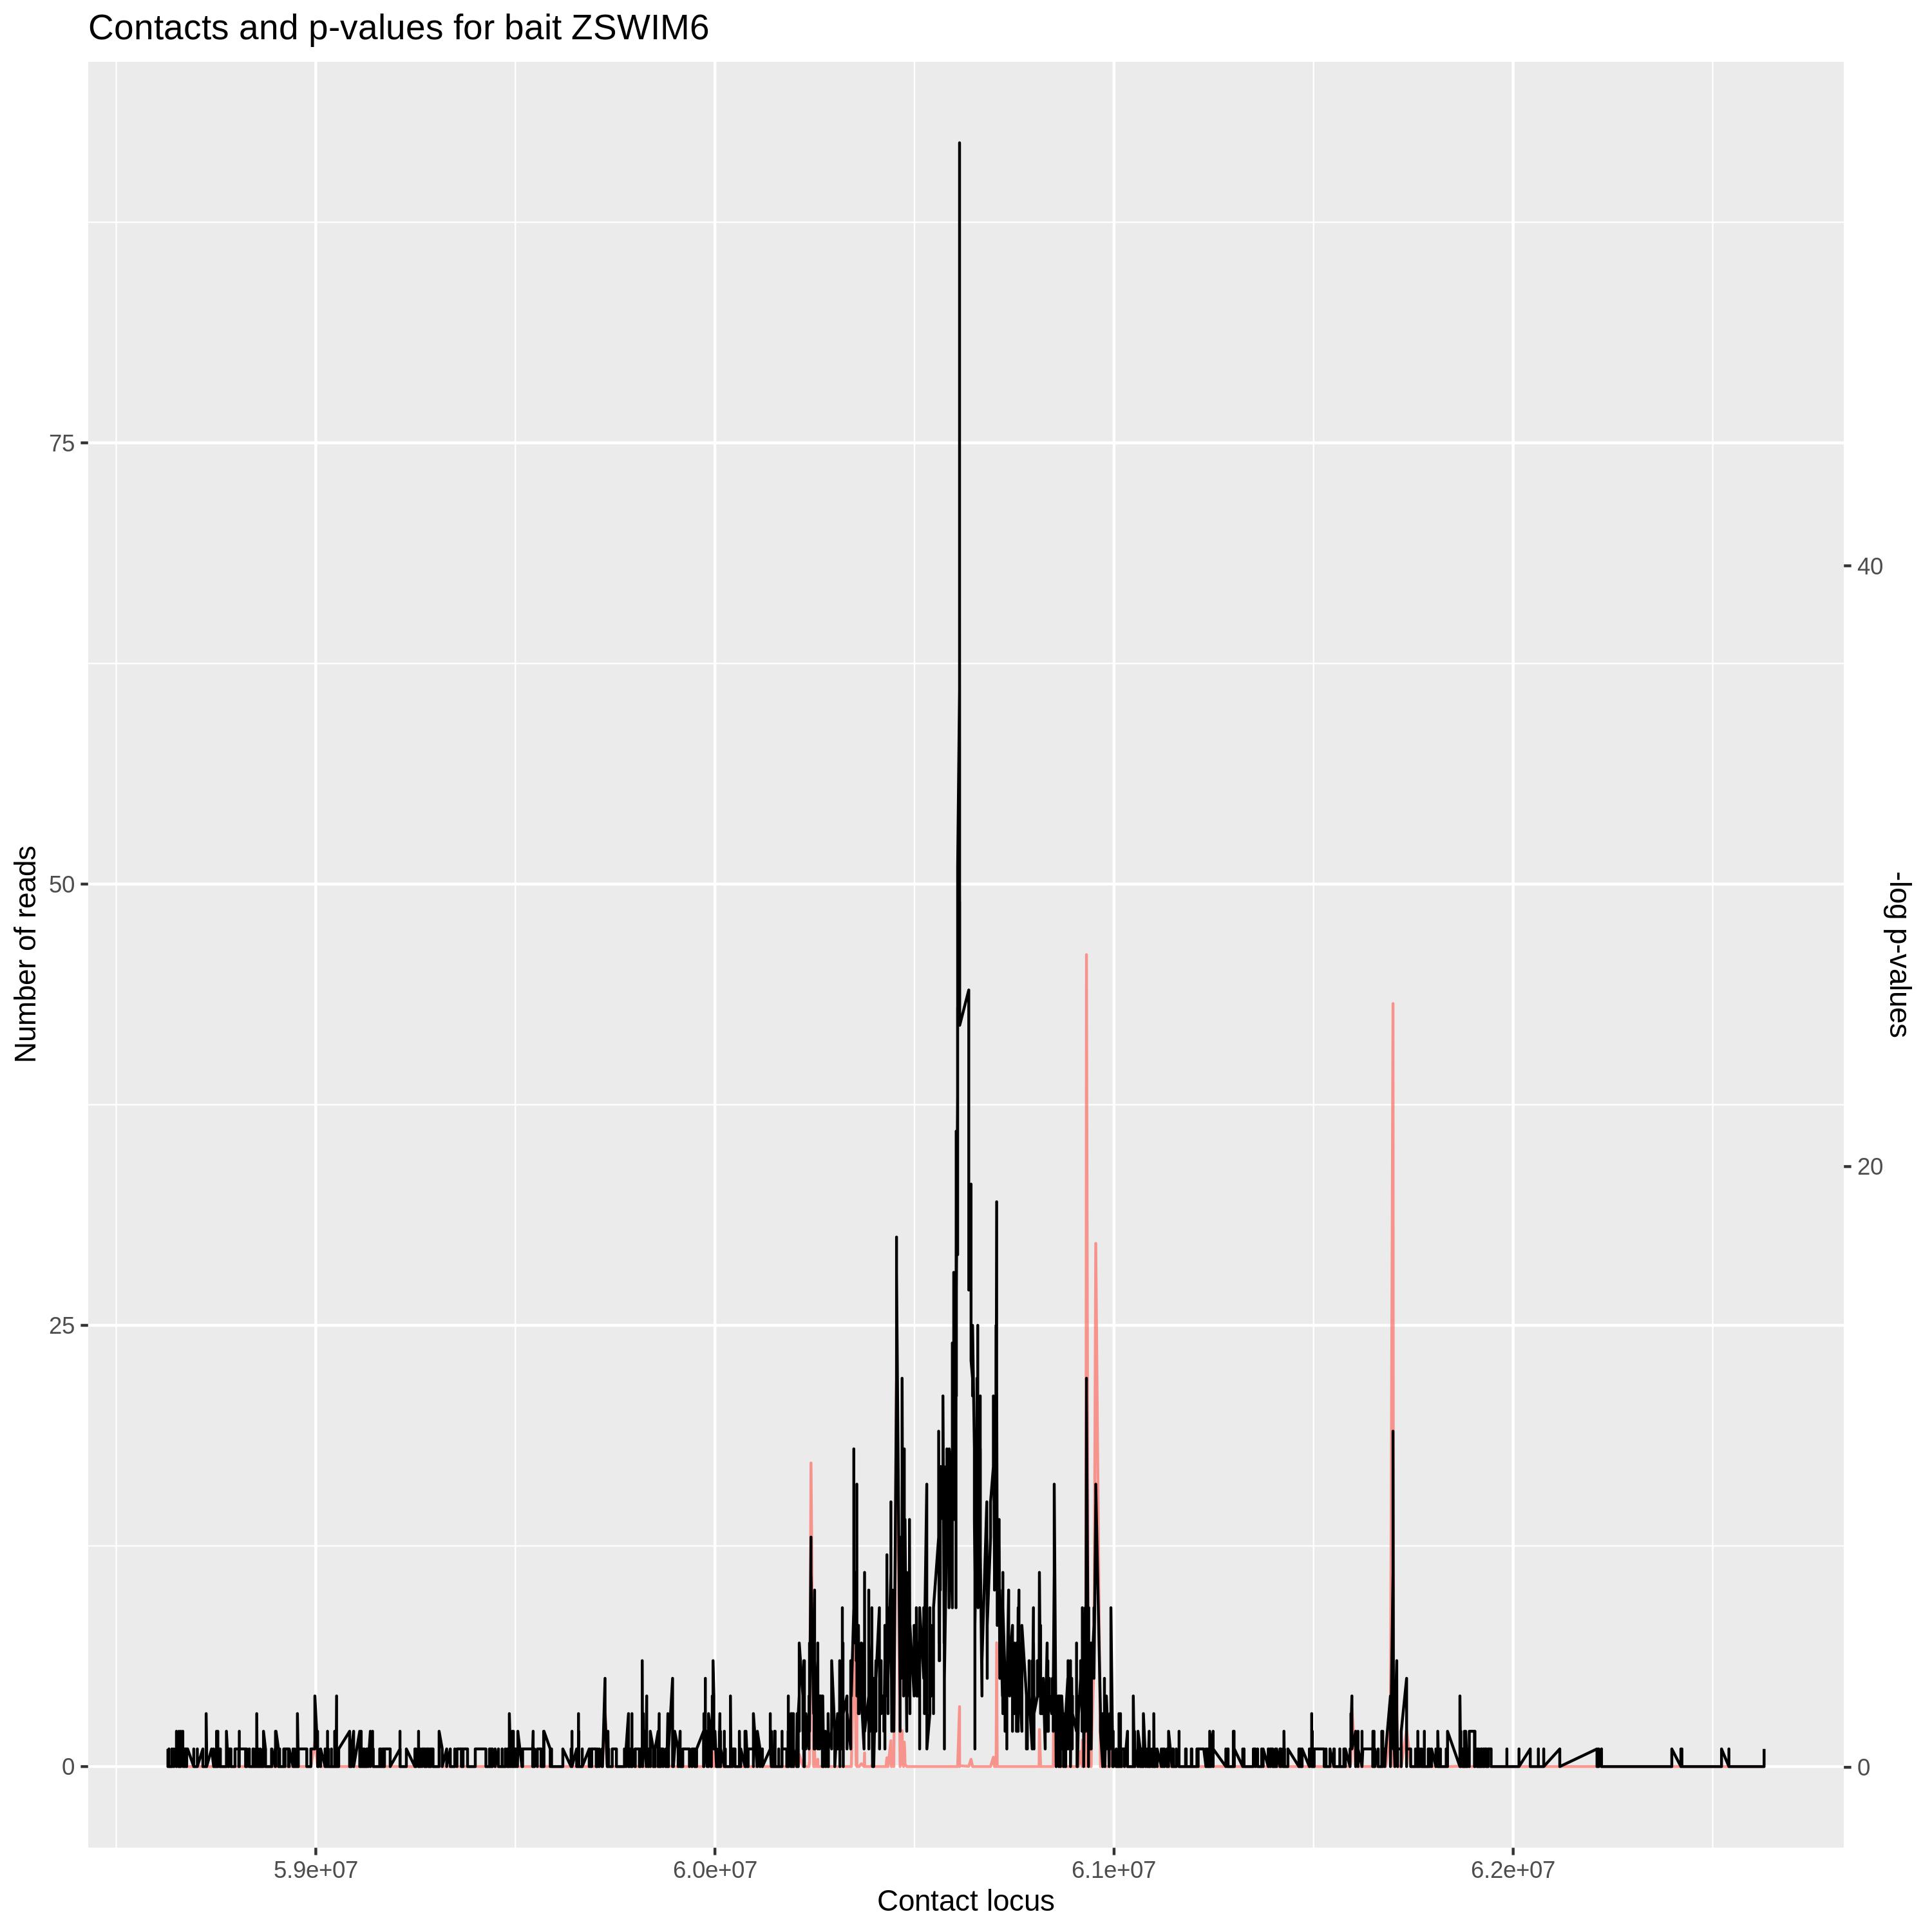 Contacts and p-values for bait ZSWIM6
75
50
25
0
40
20
0
Number of reads
-log p-values
5.9e+07
6.0e+07
6.1e+07
6.2e+07
Contact locus